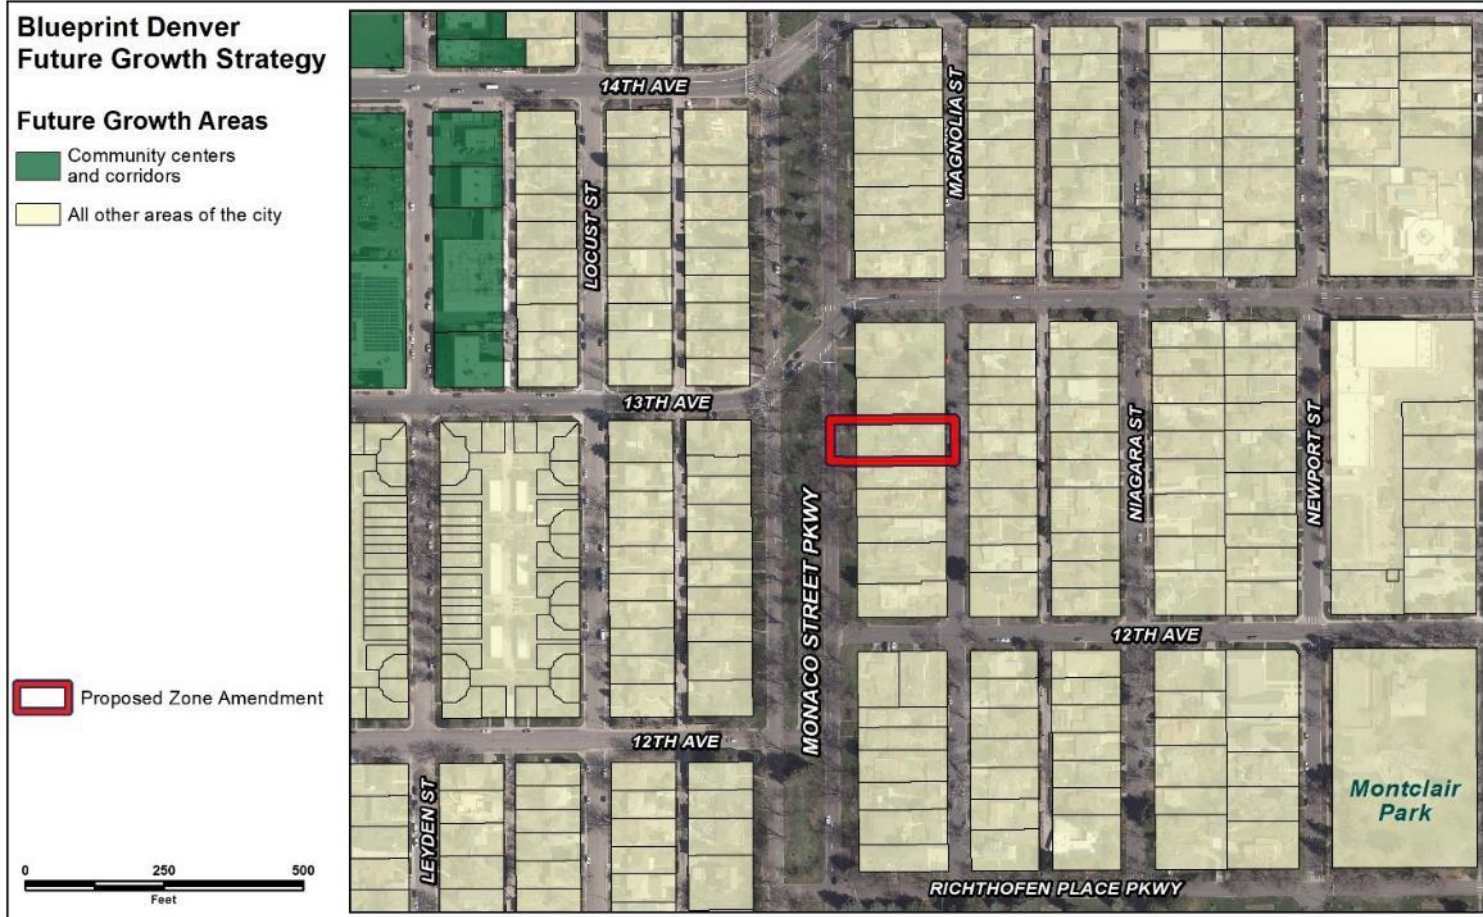 Blueprint Denver
Future Growth Strategy
Future Growth Areas
Community centers
and corridors
All other areas of the city
Proposed Zone Amendment
0 250 500
Feet
14TH AVE
MAGNOLIA ST
LOCUST ST
13TH AVE
NIAGARA ST
NEWPORT ST
MONACO STREET PKWY
12TH AVE
12TH AVE
LEYDEN ST
Montclair
Park
RICHTHOFEN PLACE PKWY